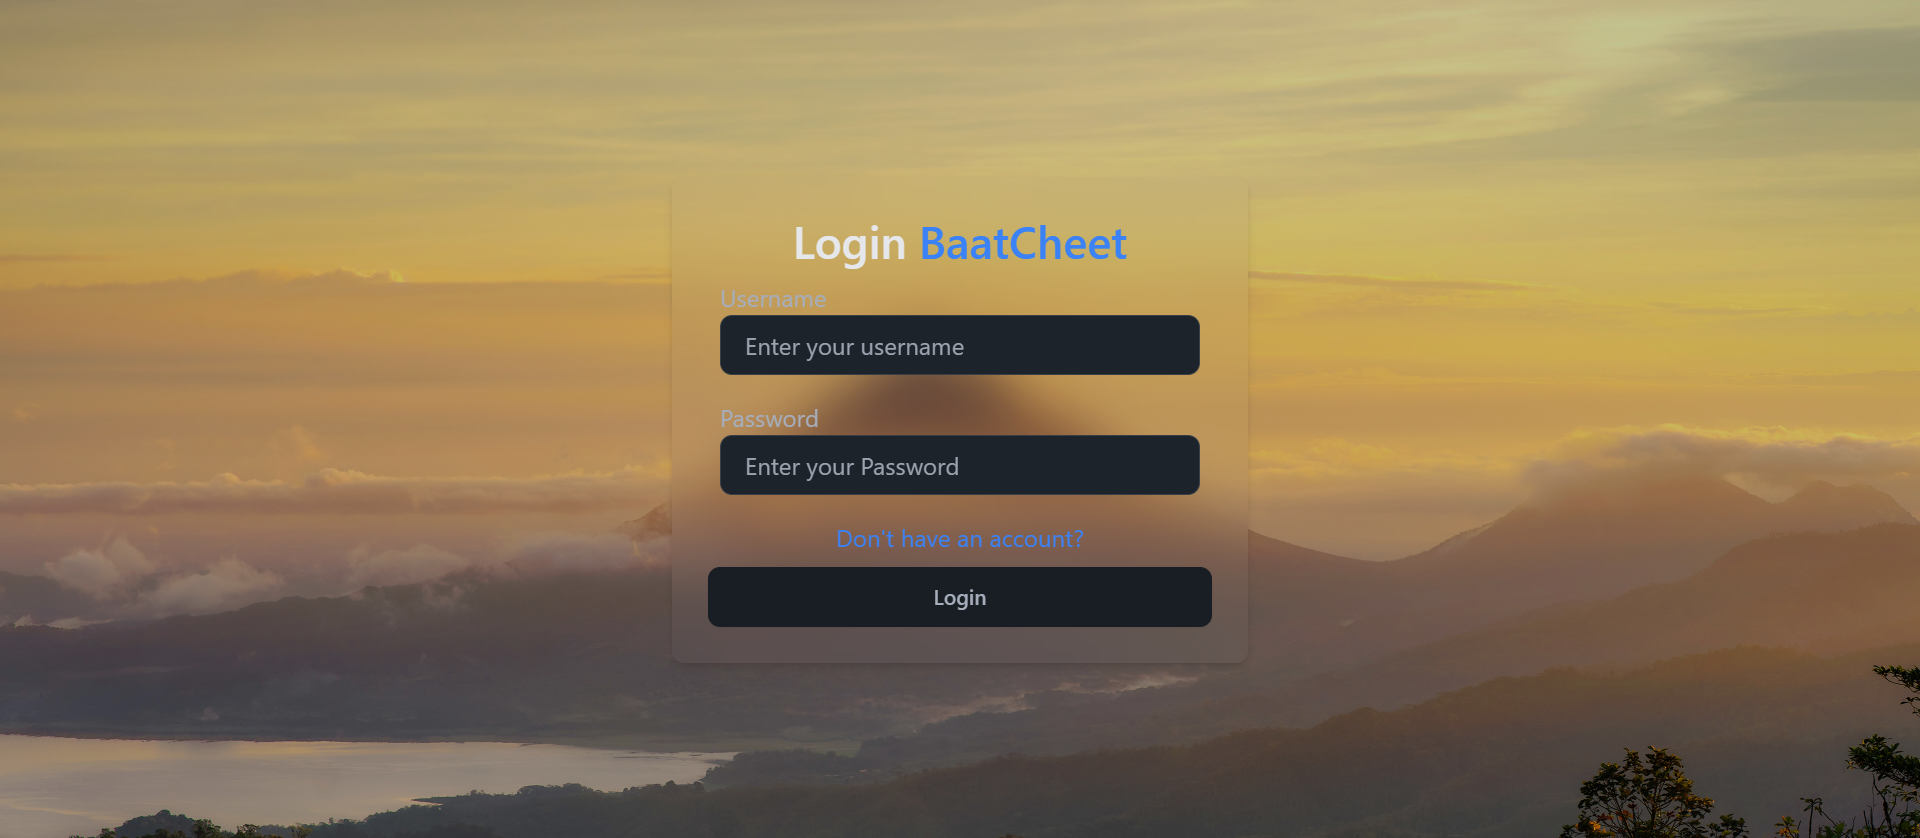 Login BaatCheet
Username
Enter your username
Password
Enter your Password
Don't have an account?
Login